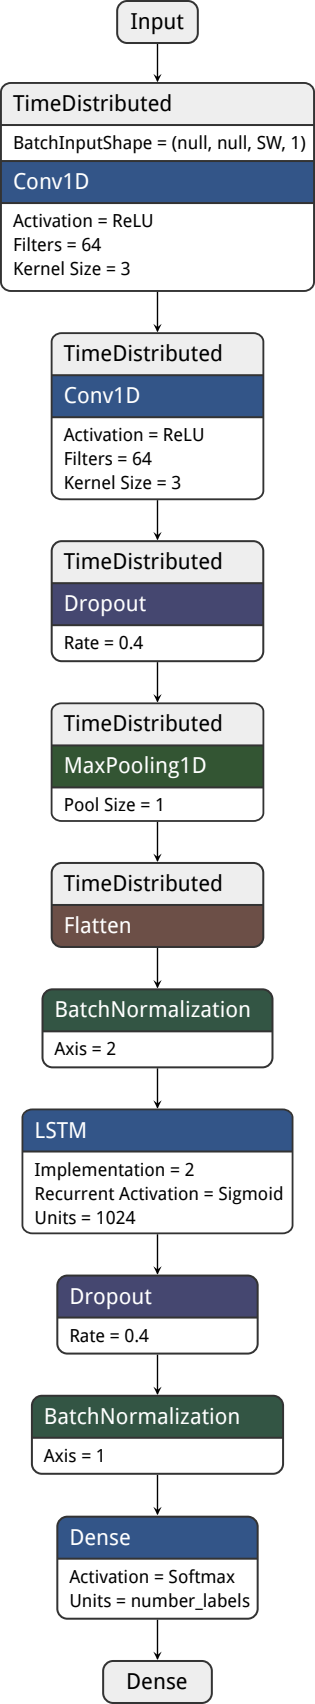 Input
TimeDistributed
BatchInputShape = (null, null, SW, 1)
Conv1D
Activation = ReLU
Filters = 64
Kernel Size = 3
TimeDistributed
Conv1D
Activation = ReLU
Filters = 64
Kernel Size = 3
TimeDistributed
Dropout
Rate = 0.4
TimeDistributed
MaxPooling1D
Pool Size = 1
TimeDistributed
Flatten
BatchNormalization
Axis = 2
LSTM
Implementation = 2
Recurrent Activation = Sigmoid
Units = 1024
Dropout
Rate = 0.4
BatchNormalization
Axis = 1
Dense
Activation = Softmax
Units = number_labels
Dense